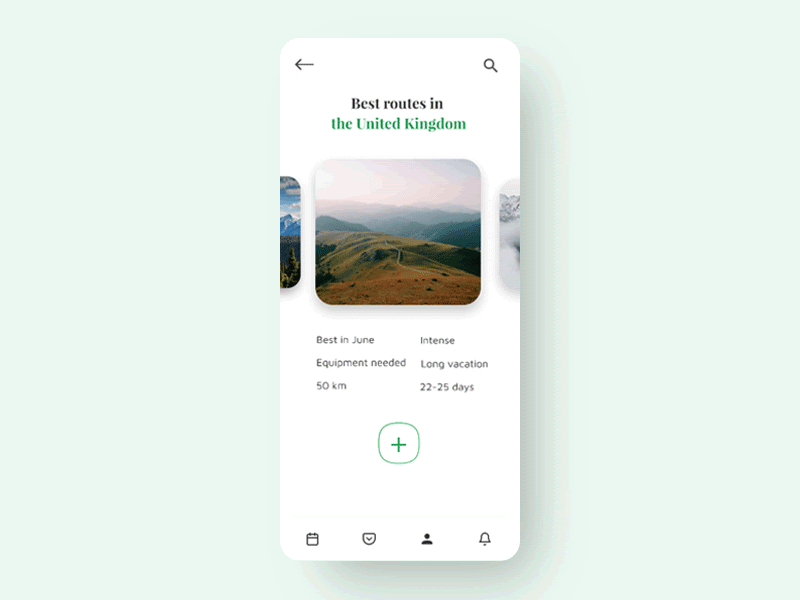 Best routes in
the United Kingdom
Best in June
Intense
Equipment needed
Long vacation
50 km
22-25 days